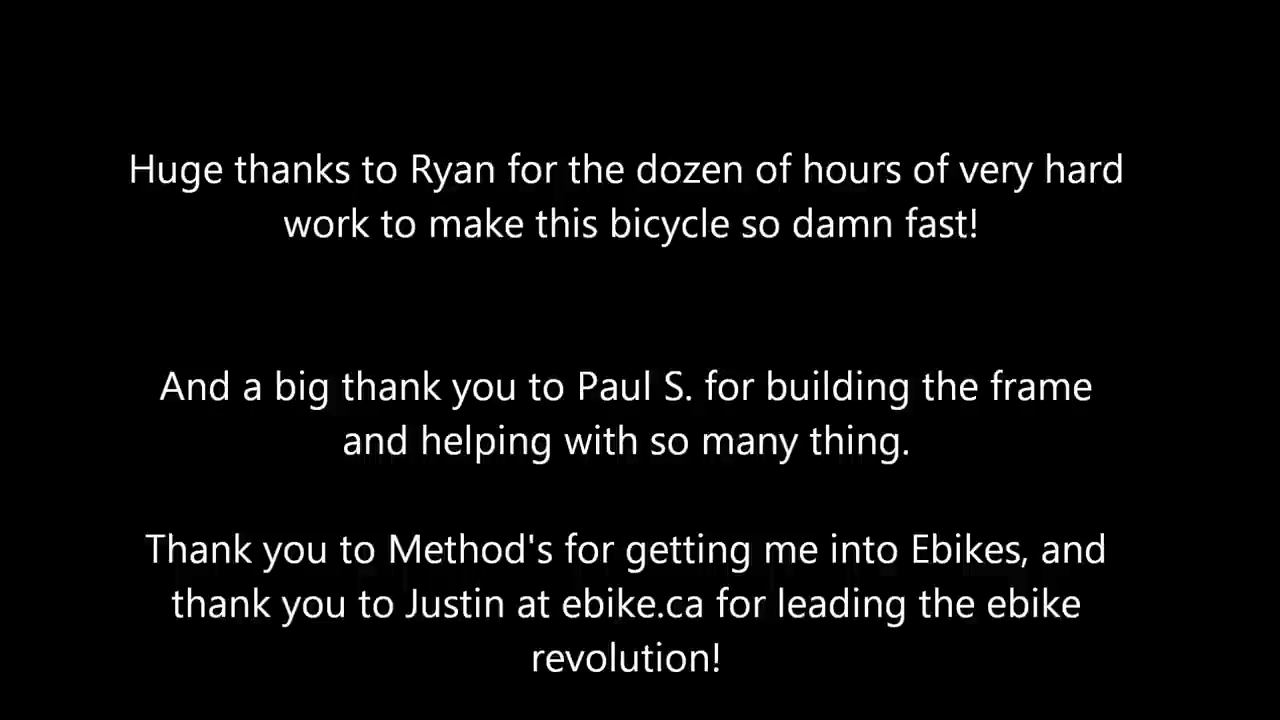 Huge thanks to Ryan for the dozen of hours of very hard
work to make this bicycle so damn fast!
And a big thank you to Paul S. for building the frame
and helping with so many thing.
Thank you to Method's for getting me into Ebikes, and
thank you to Justin at ebike.ca for leading the ebike
revolution!